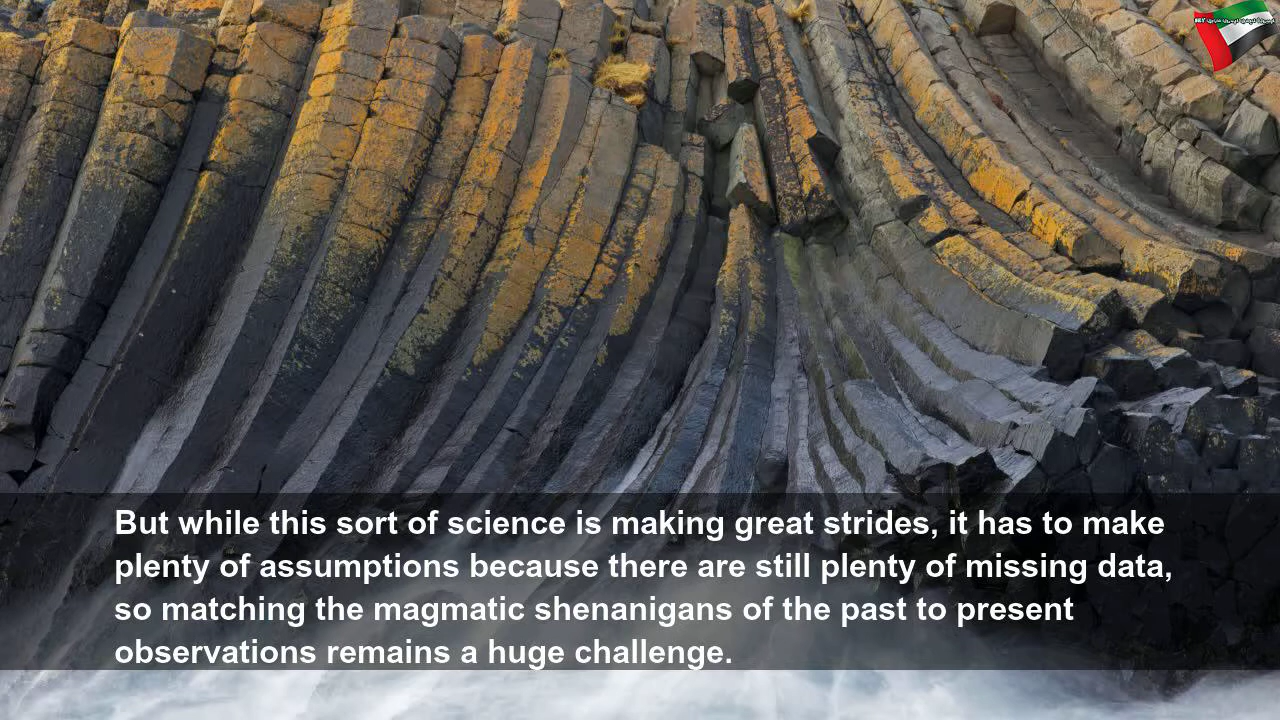 But while this sort of science is making great strides, it has to make
plenty of assumptions because there are still plenty of missing data,
so matching the magmatic shenanigans of the past to present
observations remains a huge challenge.